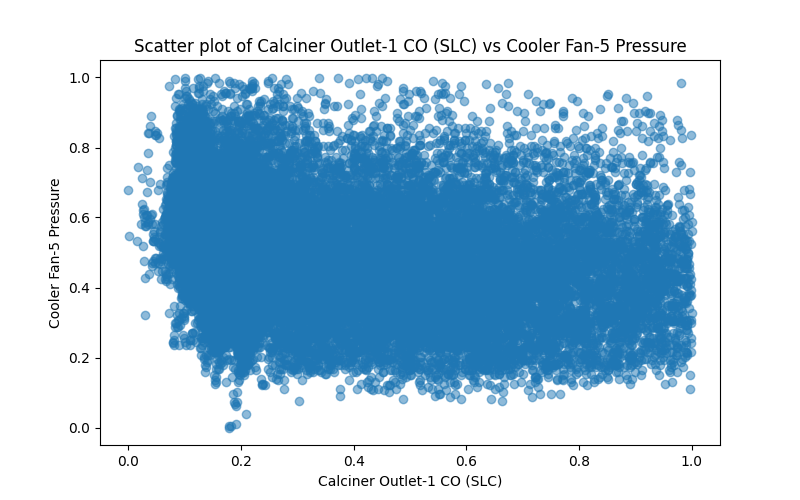 Scatter plot of Calciner Outlet-1 CO (SLC) vs Cooler Fan-5 Pressure
1.0
0.8
0.6
0.4
0.2
0.0
Cooler Fan-5 Pressure
0.0 0.2 0.4 0.6 0.8 1.0
Calciner Outlet-1 CO (SLC)